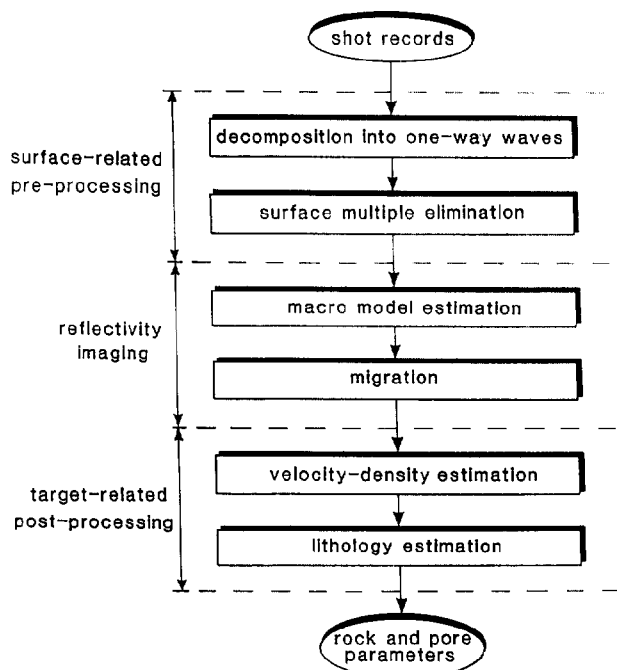 shot records
decomposition into one-way waves
surface-related
pre-processing
surface multiple elimination
macro model estimation
reflectivity
imaging
migration
velocity-density estimation
target-related
post-processing
lithology estimation
rock and pore
parameters